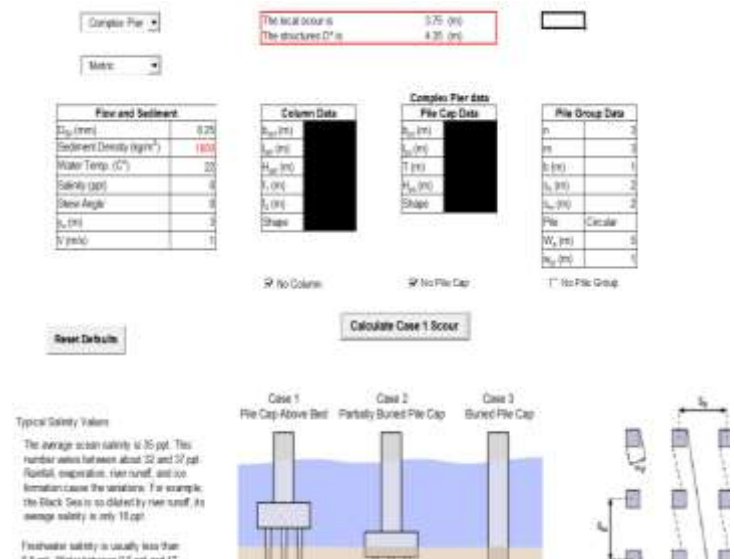 Complex Pier
The local scour is 3.75 (m)
The structures D* is 4.35 (m)
Metric
Complex Pier data
Flow and Sediment
Column Data
Pile Cap Data
Pile Group Data
D50 (mm) 0.25
Sediment Density (kg/m³)
Water Temp. (C°) 20
Salinity (ppt)
Skew Angle 0
V (m/s) 1
T (m)
Shape
Shape
n 3
m 3
b (m) 1
2
2
Pile Circular
5
1
No Column
No Pile Cap
No Pile Group
Reset Defaults
Calculate Case 1 Scour
Case 1
Pile Cap Above Bed
Case 2
Partially Buried Pile Cap
Case 3
Buried Pile Cap
Typical Salinity Values
The average ocean salinity is 35 ppt. This
number varies between about 32 and 37 ppt.
Rainfall, evaporation, river runoff, and ice
formation cause the variations. For example,
the Black Sea is so diluted by river runoff, its
average salinity is only 16 ppt.
Freshwater salinity is usually less than